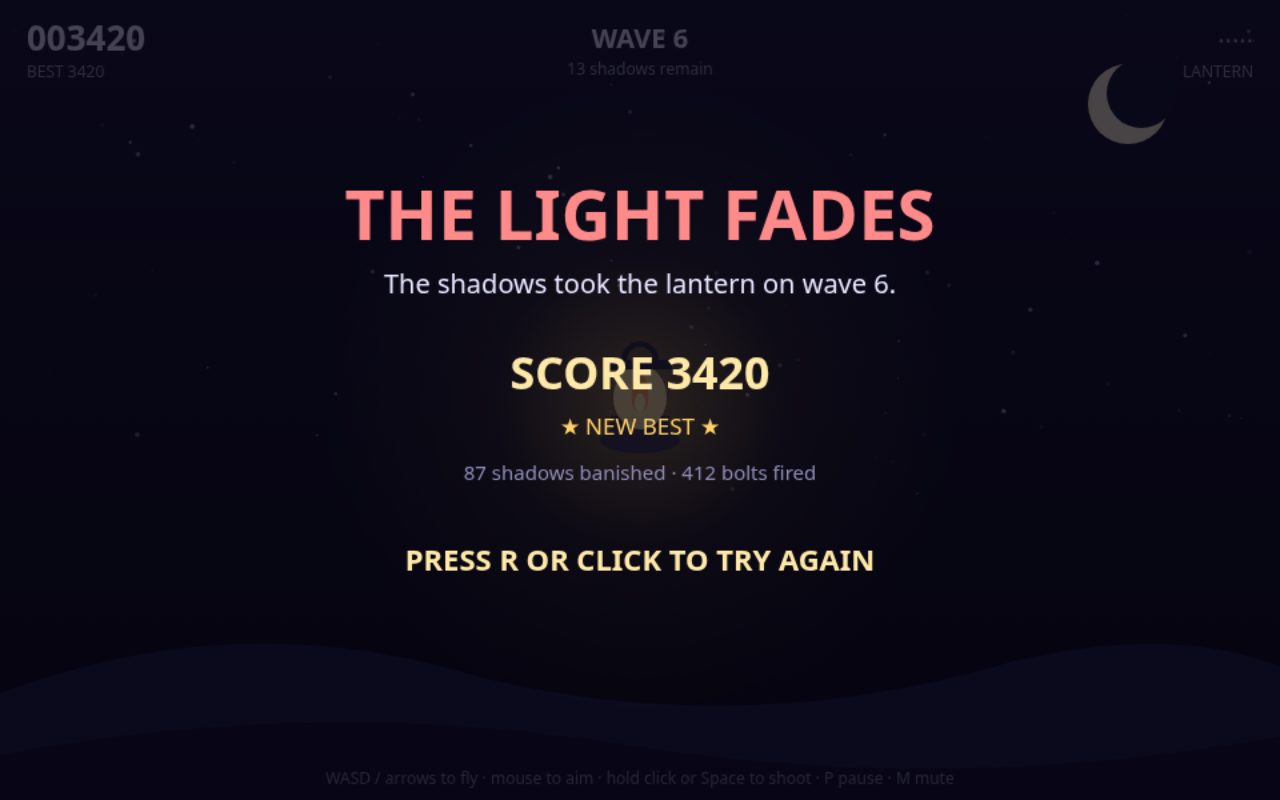 003420
BEST 3420
WAVE 6
13 shadows remain
LANTERN
THE LIGHT FADES
The shadows took the lantern on wave 6.
SCORE 3420
★ NEW BEST ★
87 shadows banished · 412 bolts fired
PRESS R OR CLICK TO TRY AGAIN
WASD / arrows to fly · mouse to aim · hold click or Space to shoot · P pause · M mute